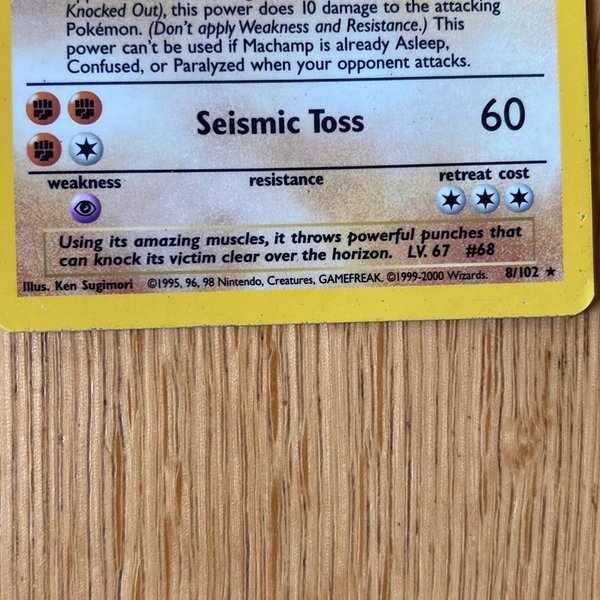 Knocked Out), this power does 10 damage to the attacking
Pokémon. (Don't apply Weakness and Resistance.) This
power can't be used if Machamp is already Asleep,
Confused, or Paralyzed when your opponent attacks.
Seismic Toss 60
weakness resistance retreat cost
Using its amazing muscles, it throws powerful punches that
can knock its victim clear over the horizon. LV. 67 #68
Illus. Ken Sugimori ©1995, 96, 98 Nintendo, Creatures, GAMEFREAK. ©1999-2000 Wizards. 8/102 ★